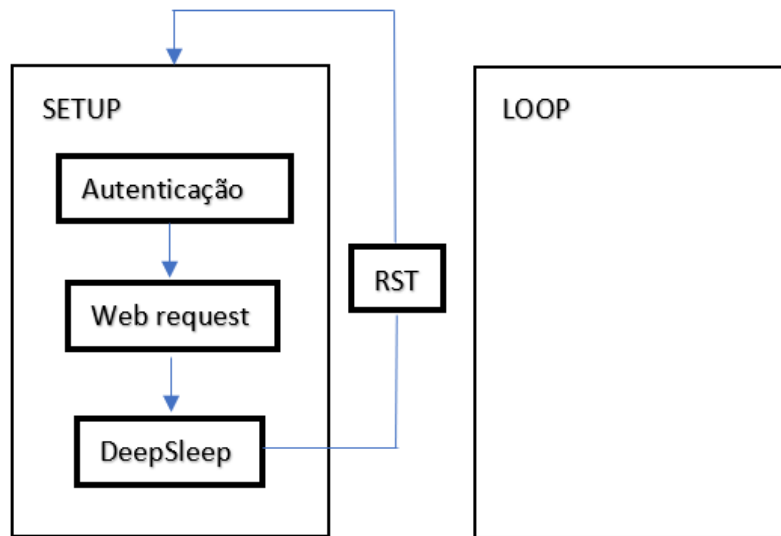 SETUP
Autenticação
Web request
DeepSleep
RST
LOOP